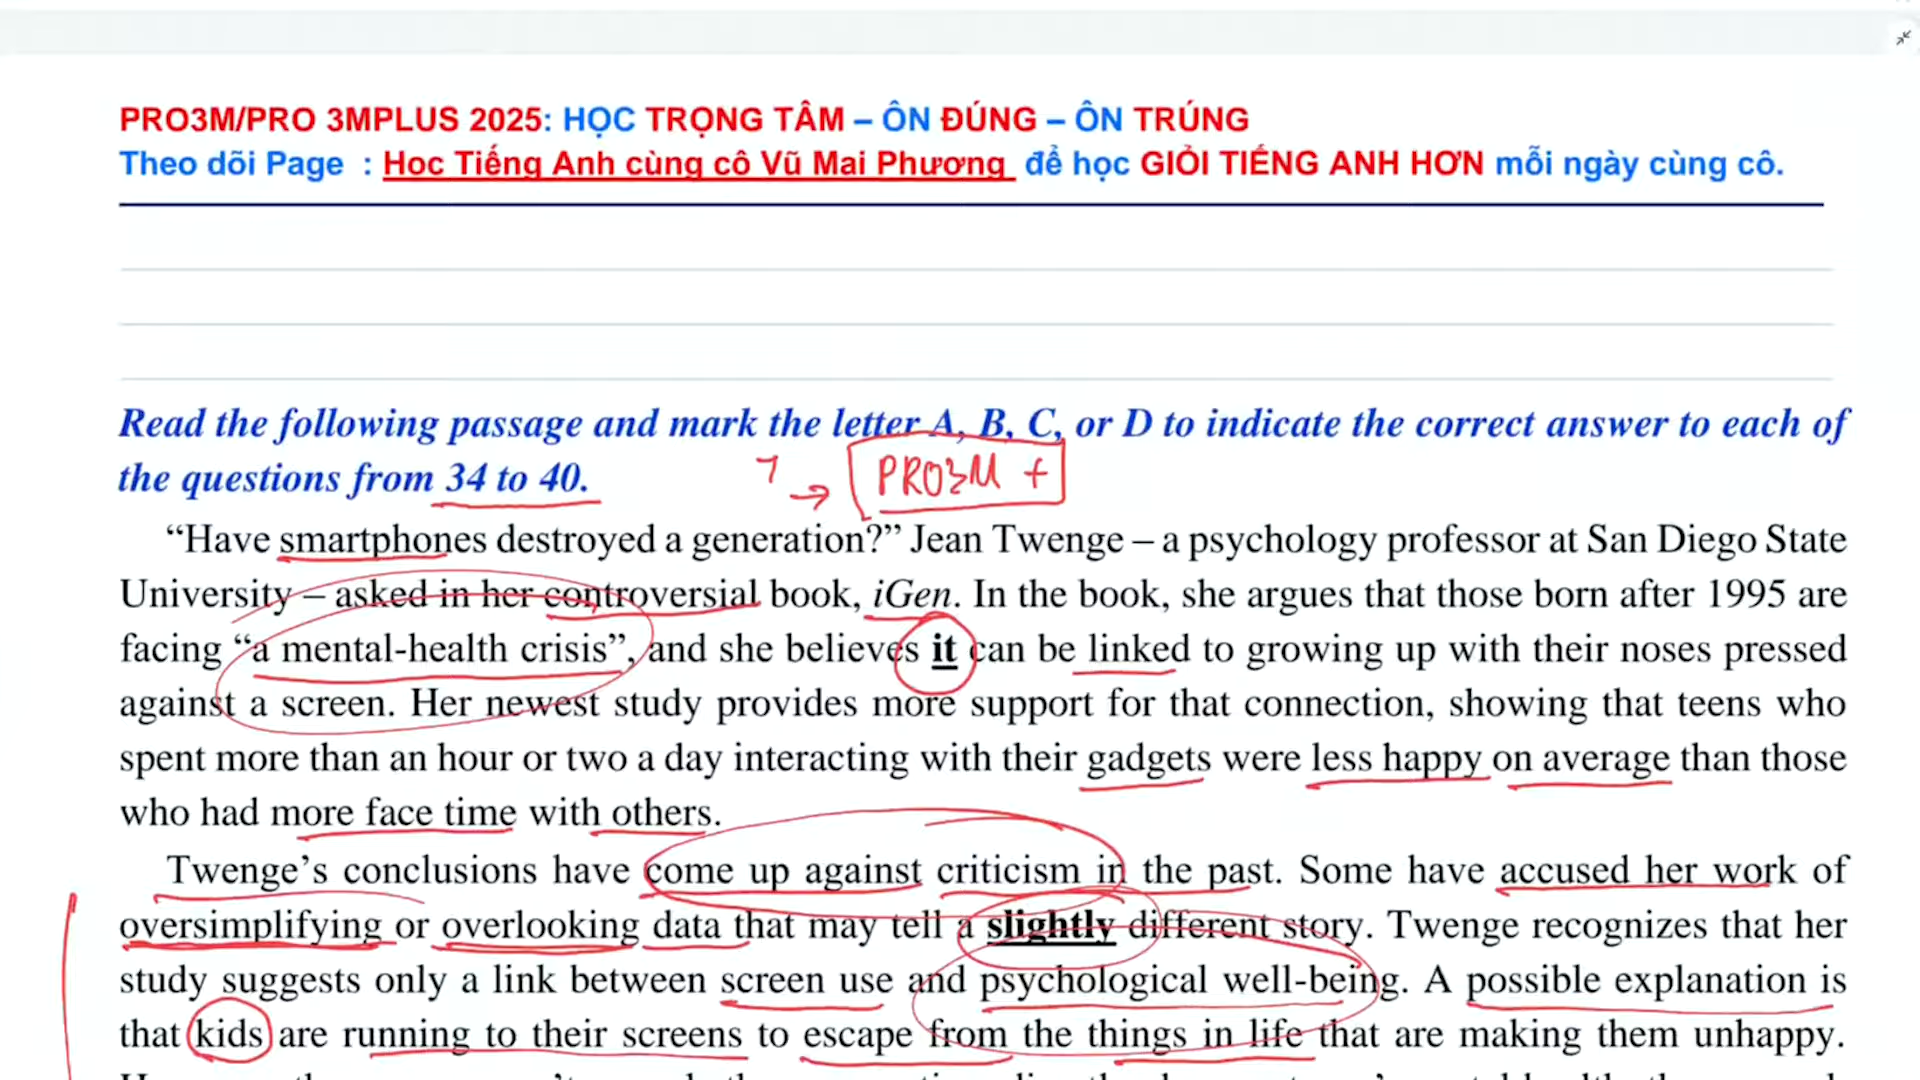 PRO3M/PRO 3MPLUS 2025: HỌC TRỌNG TÂM – ÔN ĐÚNG – ÔN TRÚNG
Theo dõi Page : Học Tiếng Anh cùng cô Vũ Mai Phương để học GIỎI TIẾNG ANH HƠN mỗi ngày cùng cô.
Read the following passage and mark the letter A, B, C, or D to indicate the correct answer to each of
the questions from 34 to 40.
7 → PRO3M +
“Have smartphones destroyed a generation?” Jean Twenge – a psychology professor at San Diego State
University – asked in her controversial book, iGen. In the book, she argues that those born after 1995 are
facing “a mental-health crisis”, and she believes it can be linked to growing up with their noses pressed
against a screen. Her newest study provides more support for that connection, showing that teens who
spent more than an hour or two a day interacting with their gadgets were less happy on average than those
who had more face time with others.
Twenge’s conclusions have come up against criticism in the past. Some have accused her work of
oversimplifying or overlooking data that may tell a slightly different story. Twenge recognizes that her
study suggests only a link between screen use and psychological well-being. A possible explanation is
that kids are running to their screens to escape from the things in life that are making them unhappy.